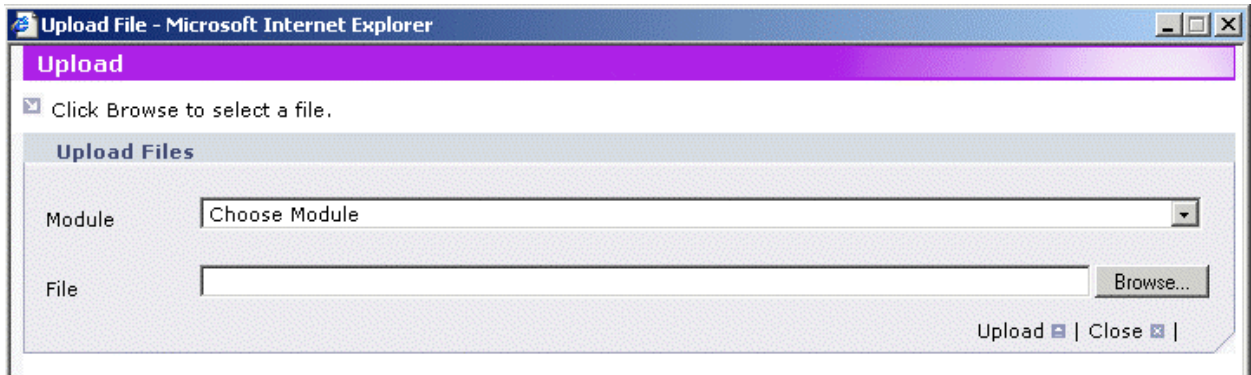 Upload File - Microsoft Internet Explorer
Upload
Click Browse to select a file.
Upload Files
Module Choose Module
File Browse...
Upload | Close |